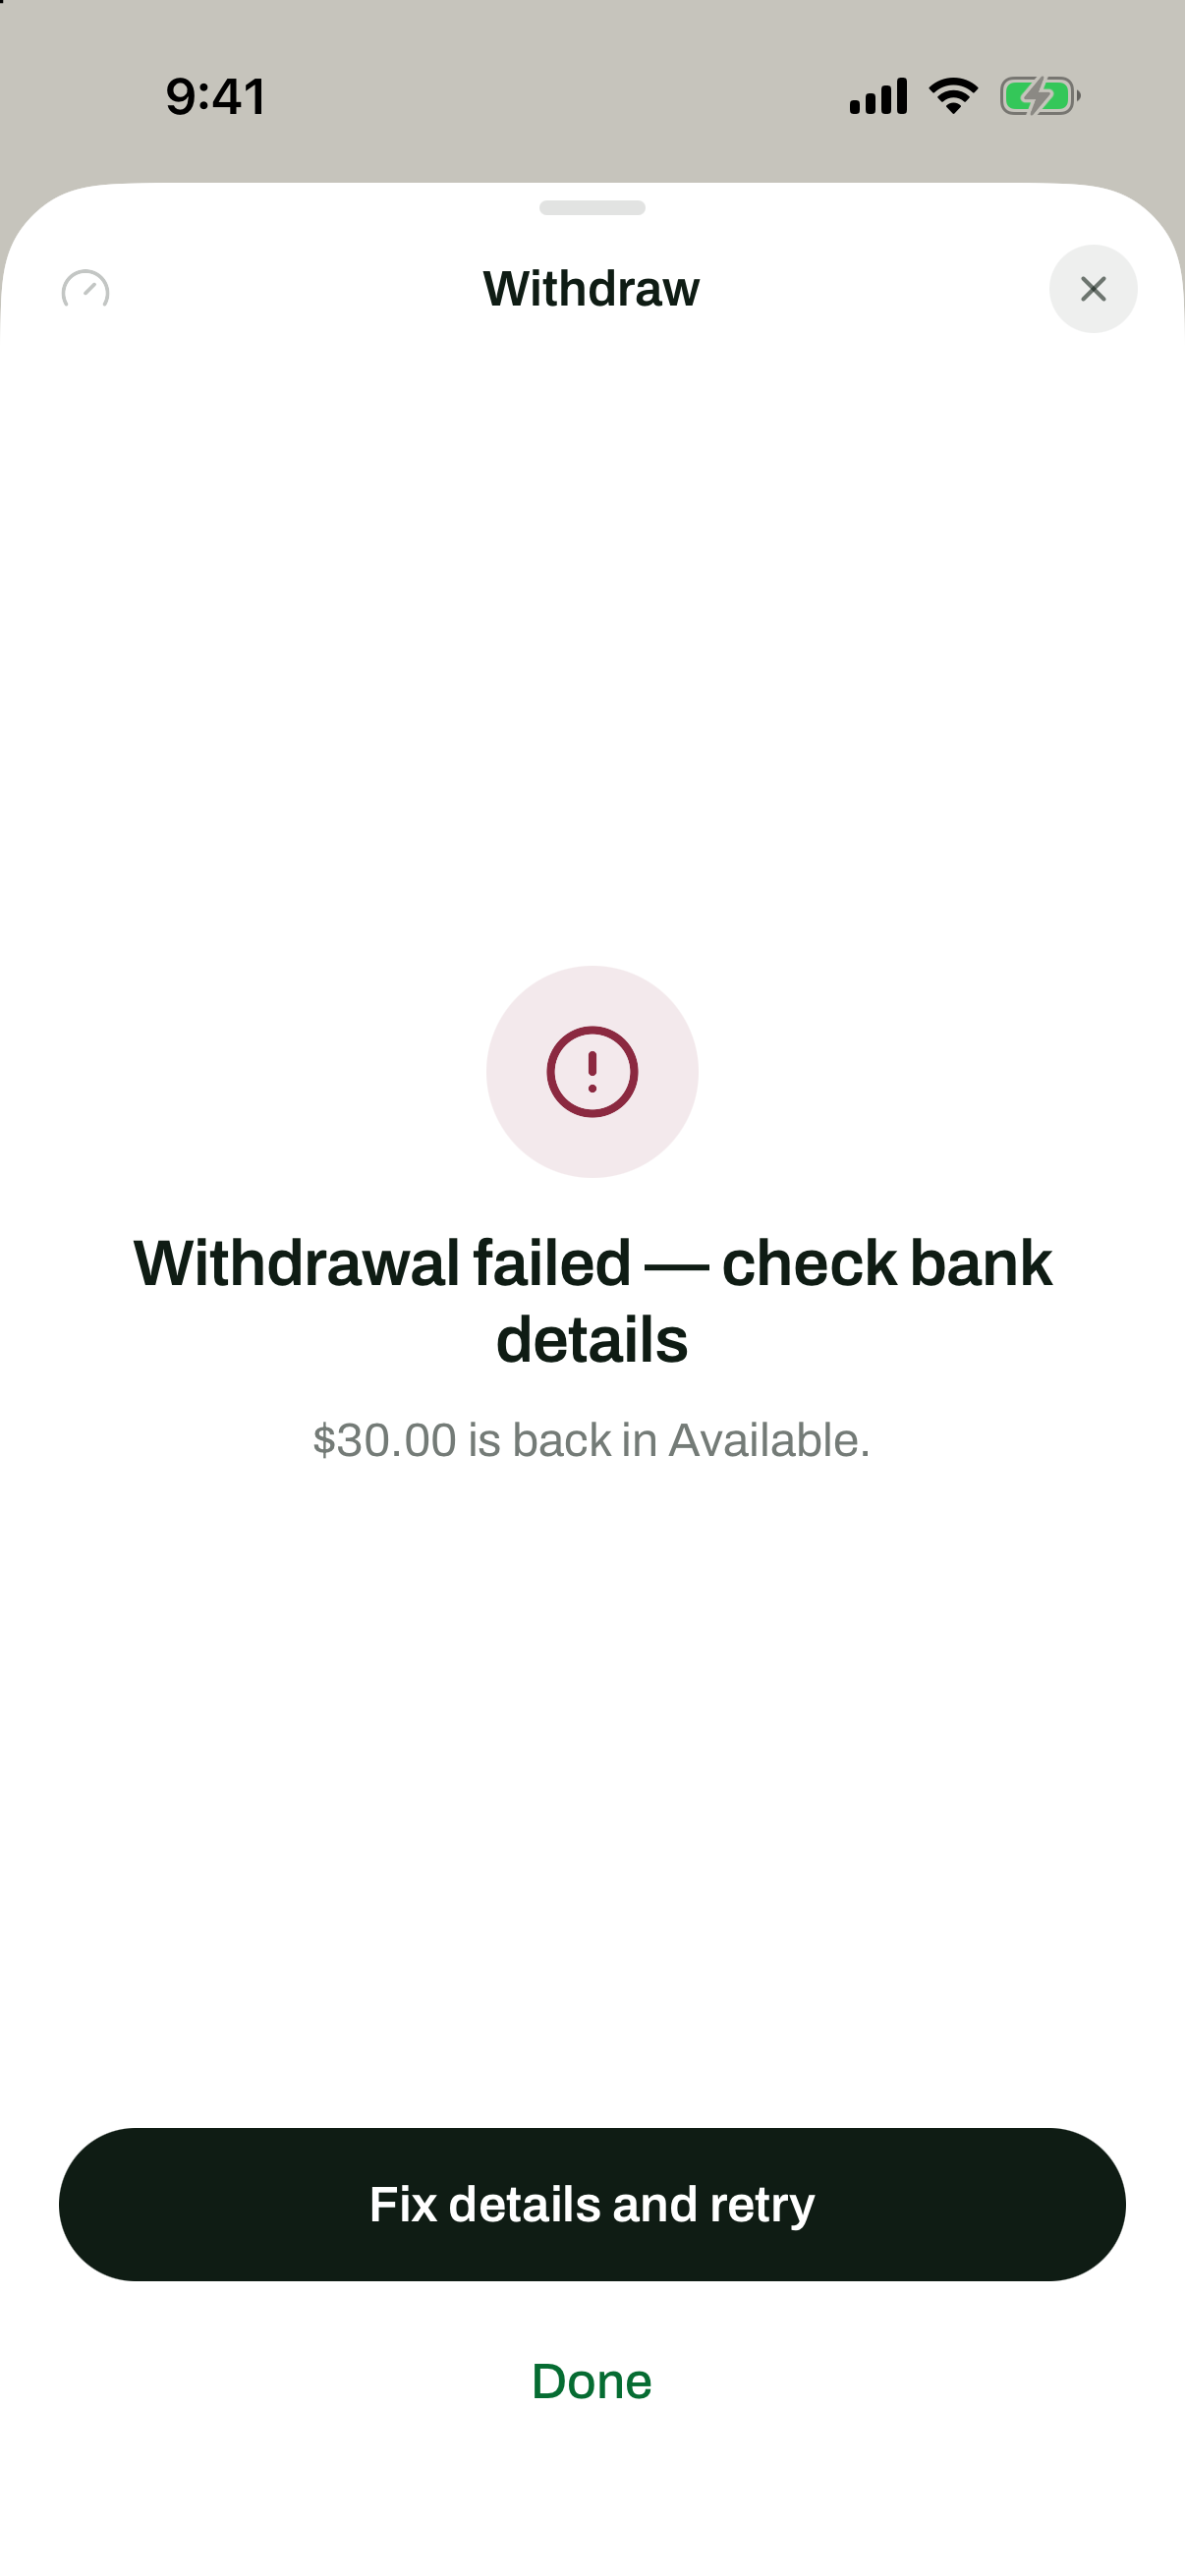 9:41
Withdraw
Withdrawal failed — check bank
details
$30.00 is back in Available.
Fix details and retry
Done